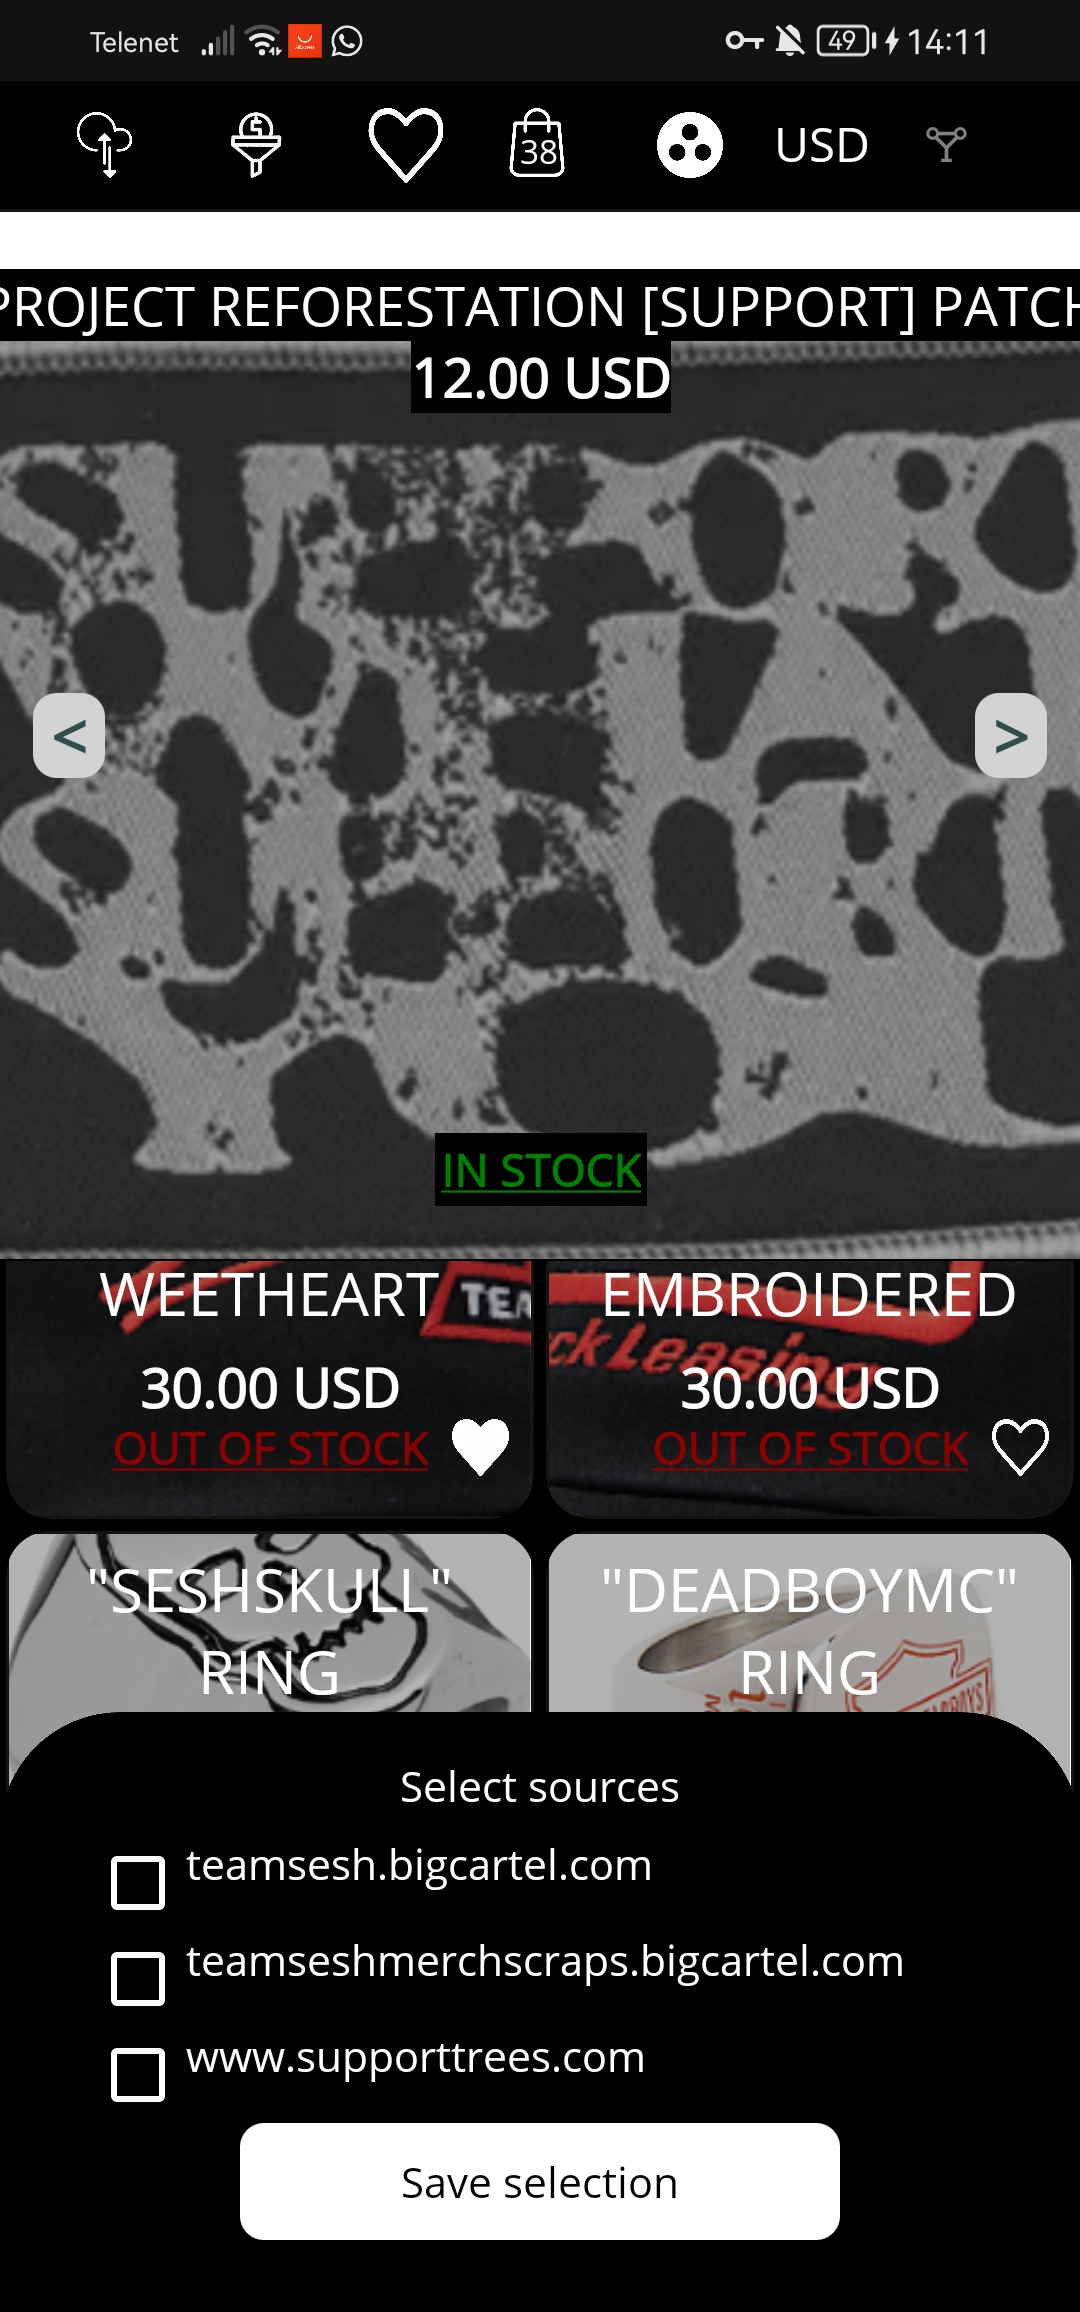 Telenet 49 14:11
38 USD
PROJECT REFORESTATION [SUPPORT] PATCH
12.00 USD
< >
IN STOCK
WEETHEART
TEA
EMBROIDERED
ckLeasing
30.00 USD
30.00 USD
OUT OF STOCK
OUT OF STOCK
"SESHSKULL"
RING
"DEADBOYMC"
RING
Select sources
teamsesh.bigcartel.com
teamseshmerchscraps.bigcartel.com
www.supporttrees.com
Save selection